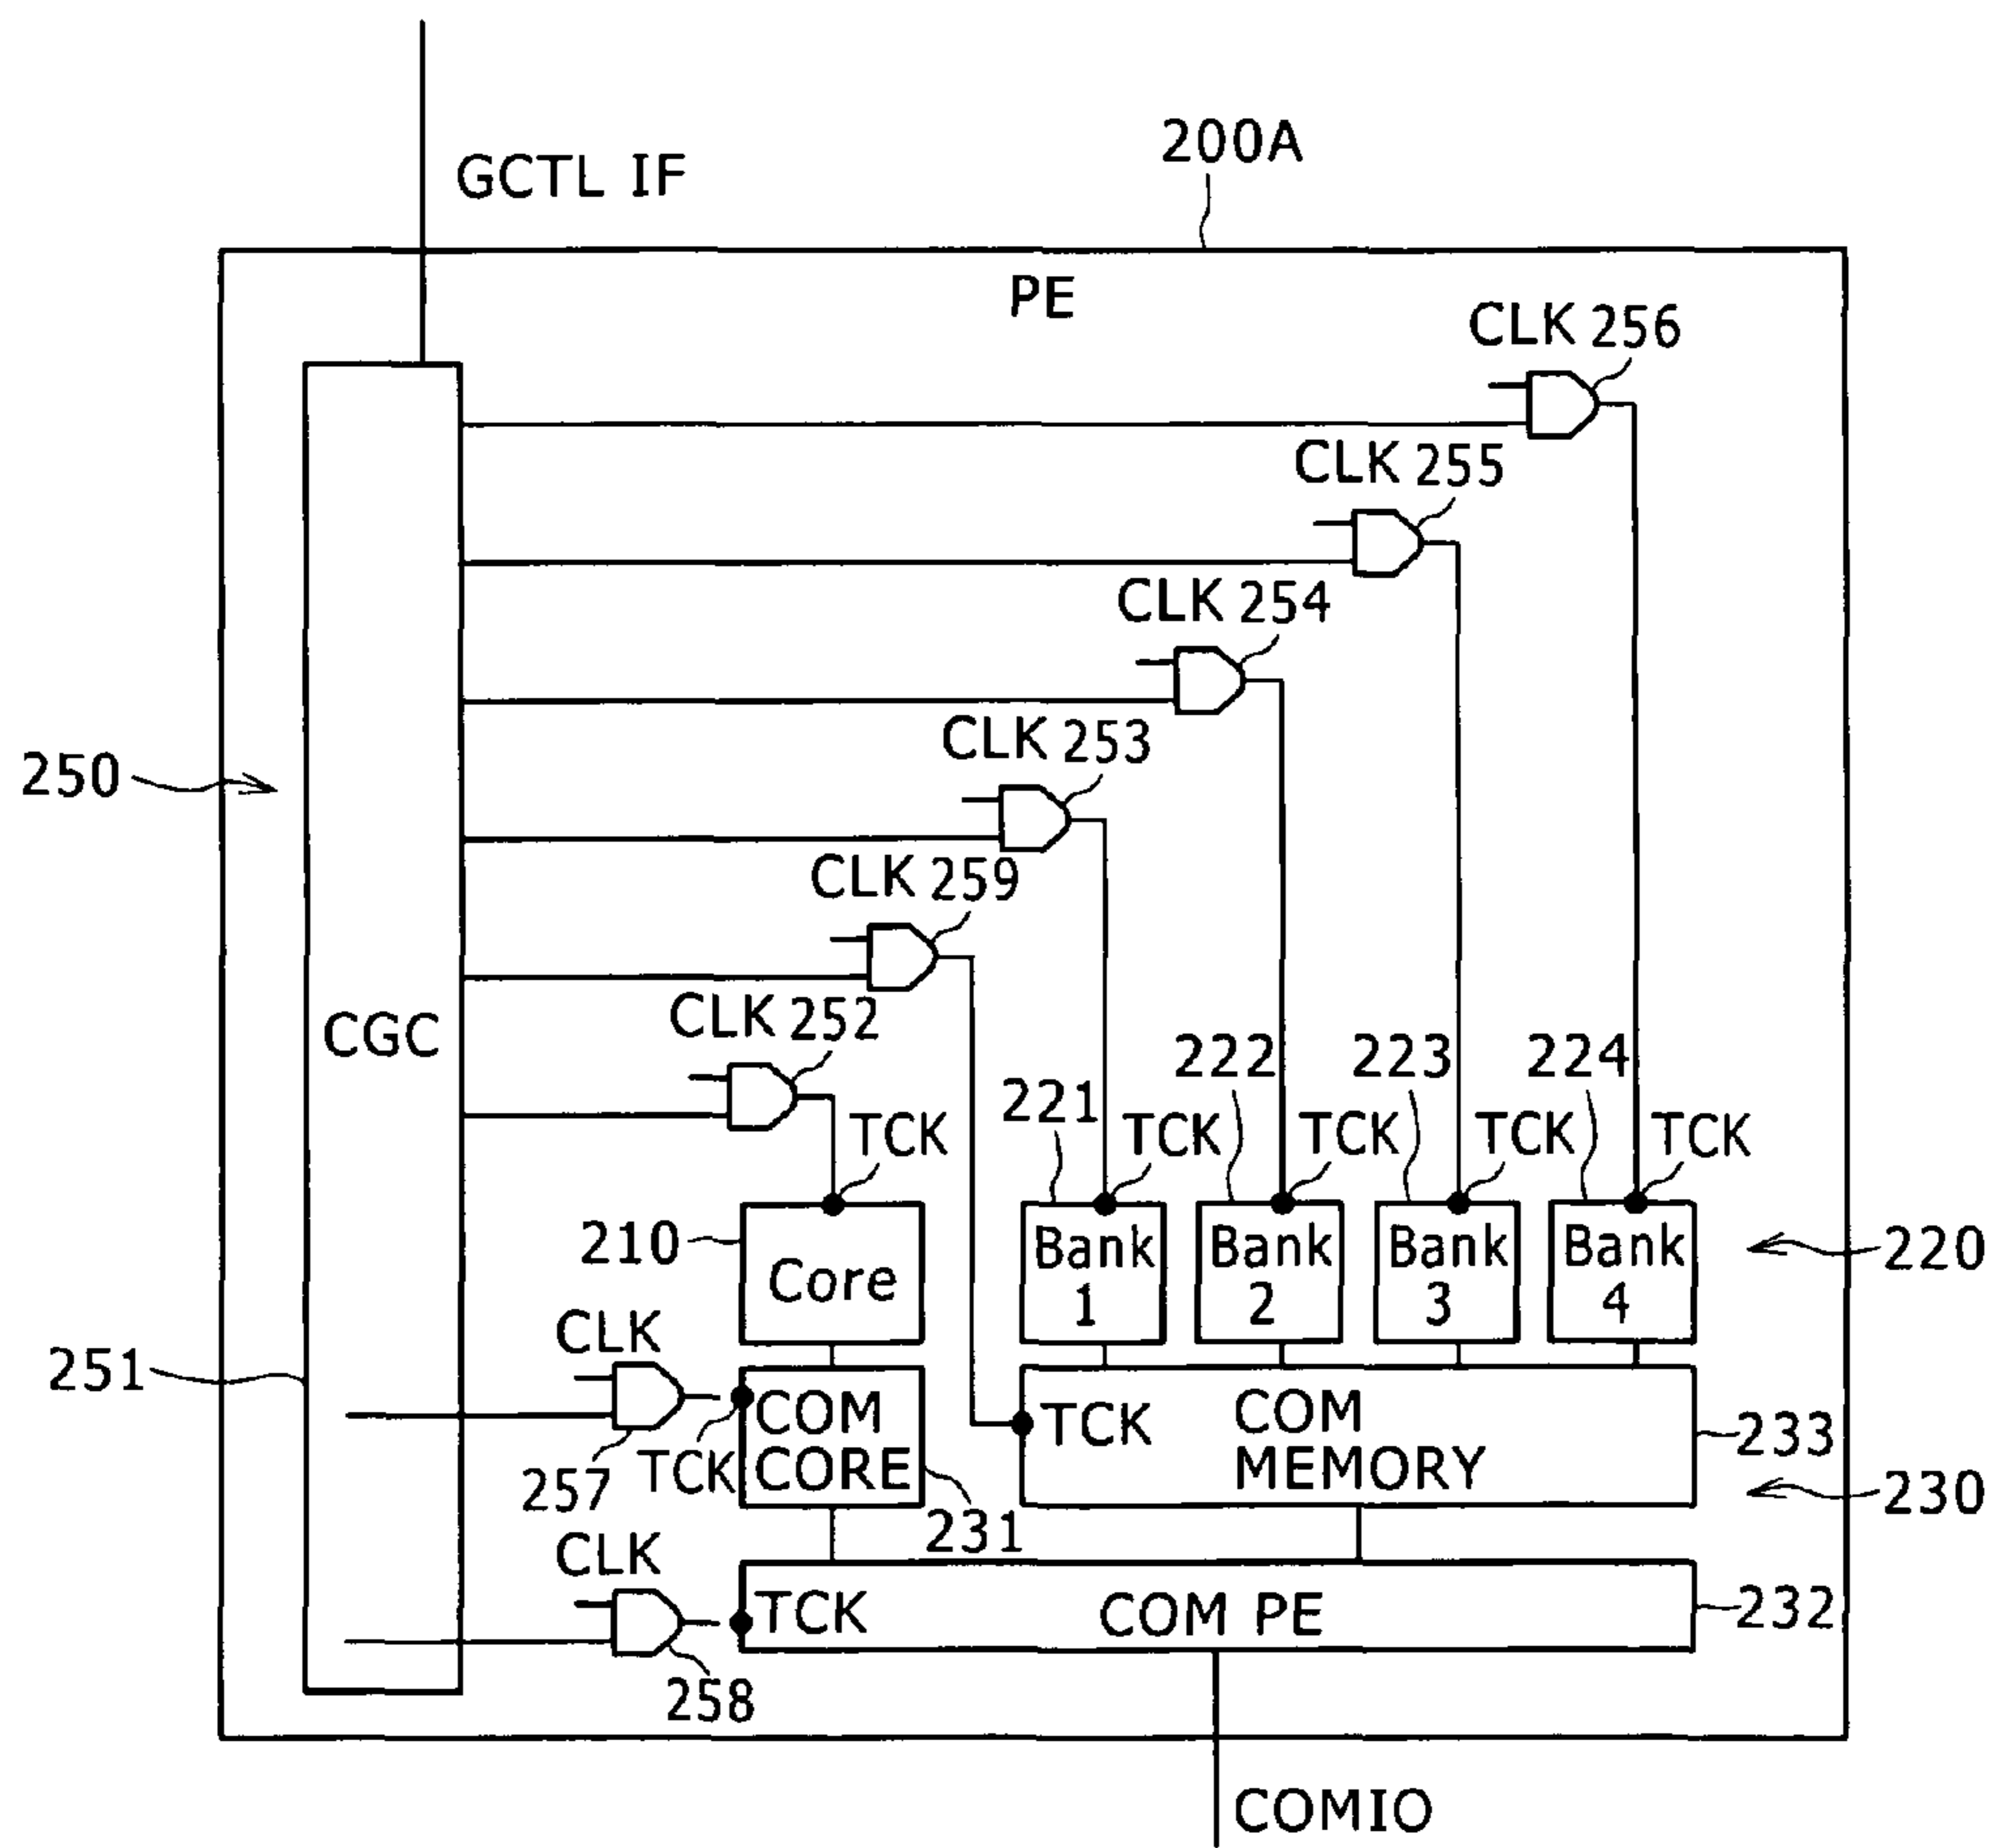 GCTL IF
200A
PE
CLK 256
CLK 255
CLK 254
CLK 253
250
CLK 259
CGC
CLK 252
222
223
224
221
TCK
TCK
TCK
TCK
TCK
210
Core
Bank
1
Bank
2
Bank
3
Bank
4
220
CLK
251
COM
CORE
TCK
TCK
COM
MEMORY
233
257
230
231
CLK
TCK
COM PE
232
258
COMIO